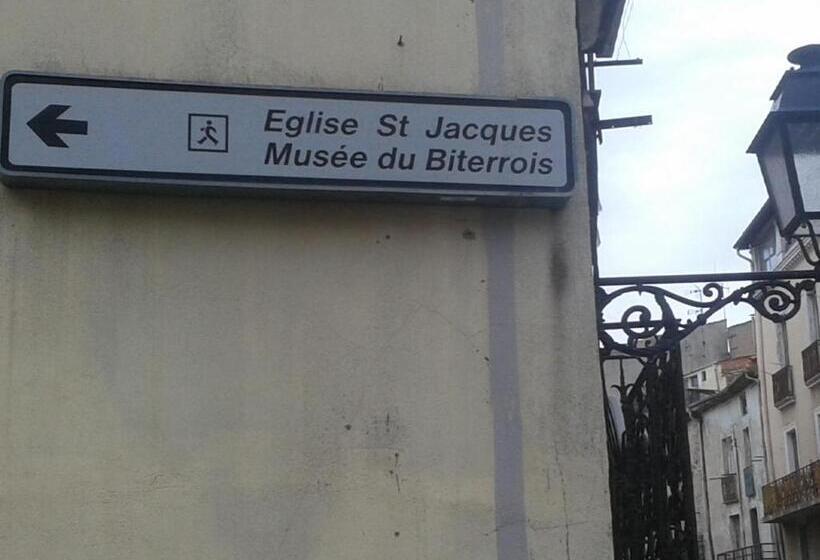 Eglise St Jacques
Musée du Biterrois